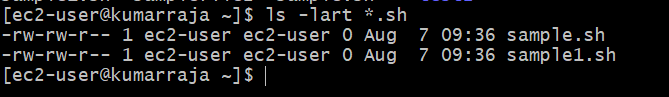 [ec2-user@kumarraja]$ ls -lart *.sh
-rw-rw-r-- 1 ec2-user ec2-user 0 Aug  7 09:36 sample.sh
-rw-rw-r-- 1 ec2-user ec2-user 0 Aug  7 09:36 sample1.sh
[ec2-user@kumarraja]$